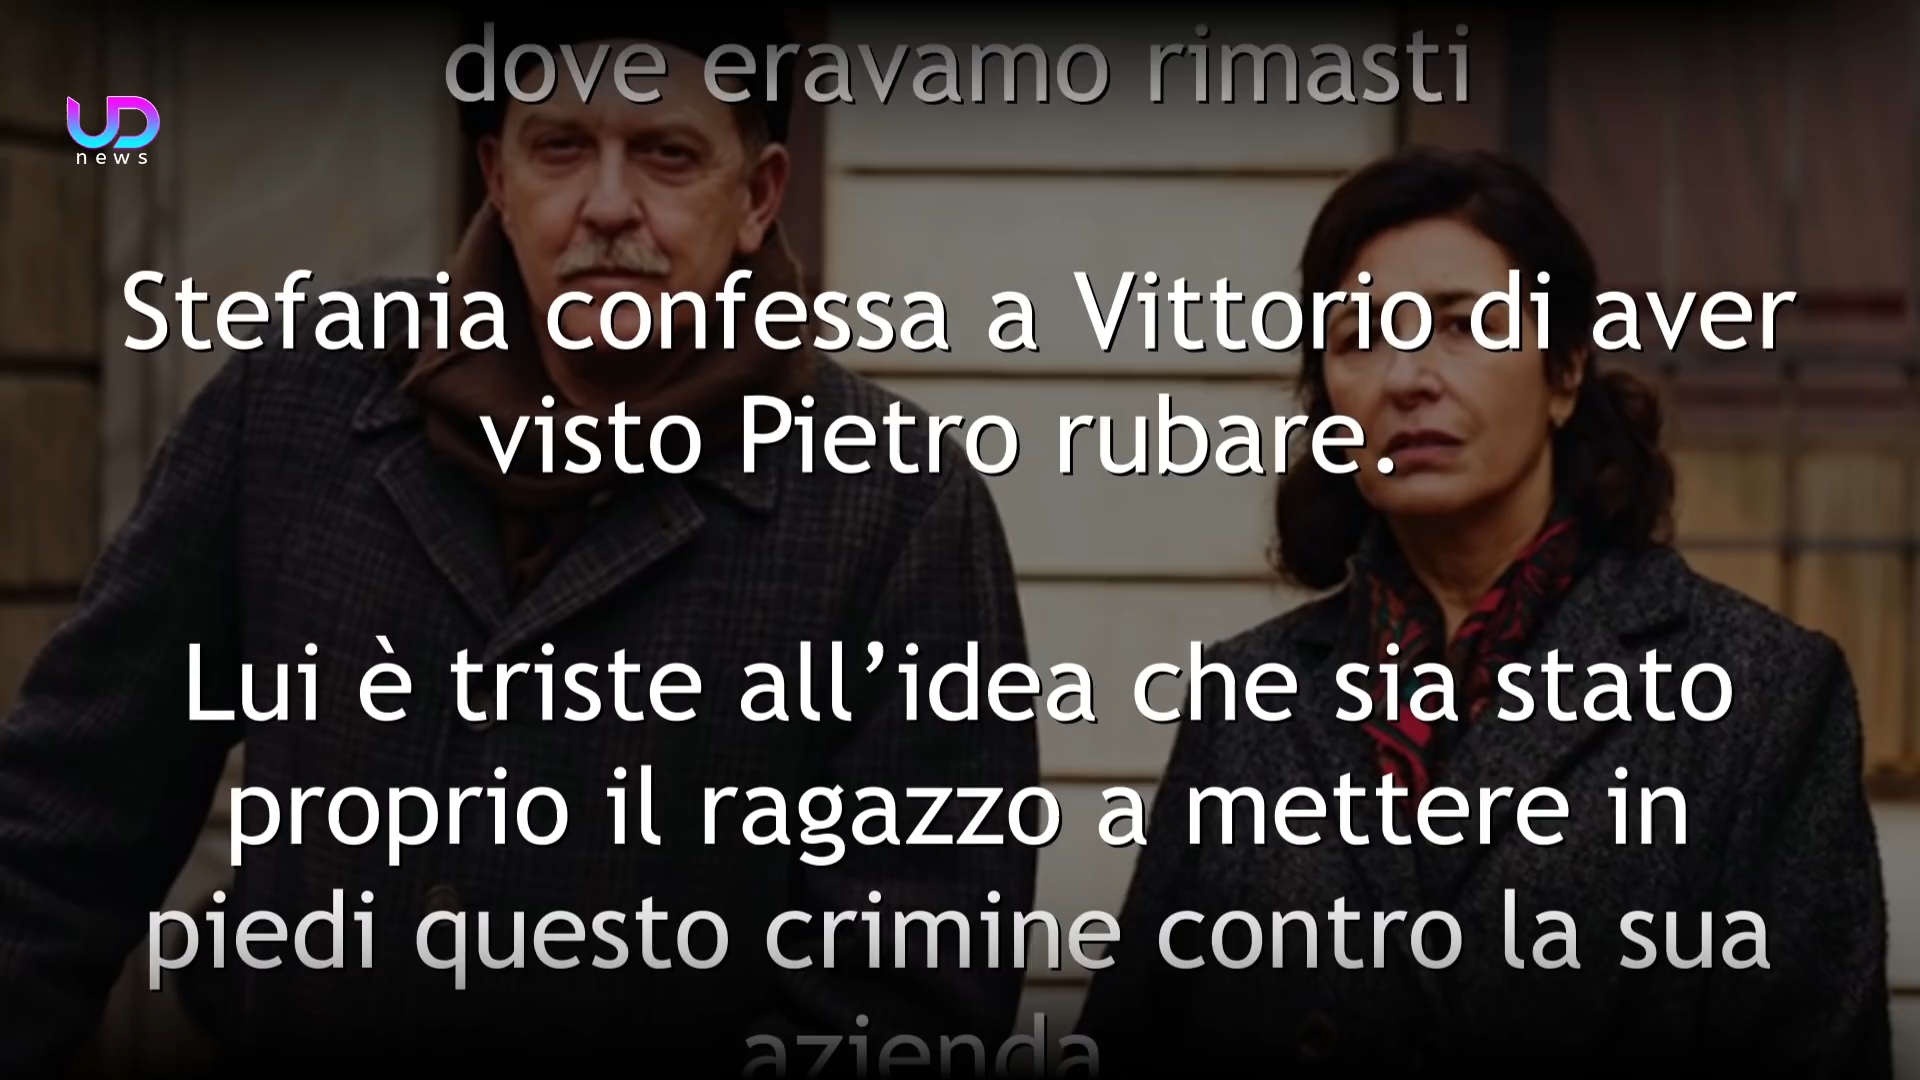 dove eravamo rimasti
UD
news
Stefania confessa a Vittorio di aver
visto Pietro rubare.
Lui è triste all’idea che sia stato
proprio il ragazzo a mettere in
piedi questo crimine contro la sua
azienda